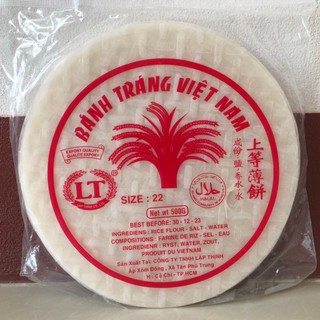 BÁNH TRÁNG VIỆT NAM
EXPORT QUALITY
QUALITE EXPORT
LT
SIZE: 22
Net wt 500G
HALAL
上等薄餅
BEST BEFORE: 30 - 12 - 23
INGREDIENS: RICE FLOUR - SALT - WATER
COMPOSITIONS: FARINE DE RIZ - SEL - EAU
INGREDIENT: RYST, WATER, ZOUT,
PRODUCT DU VIETNAM
Sản Xuất Tại: CÔNG TY TNHH LẬP THỊNH
Ấp Xóm Đồng - Xã Tân Phú Trung
H - Củ Chi - TP.HCM